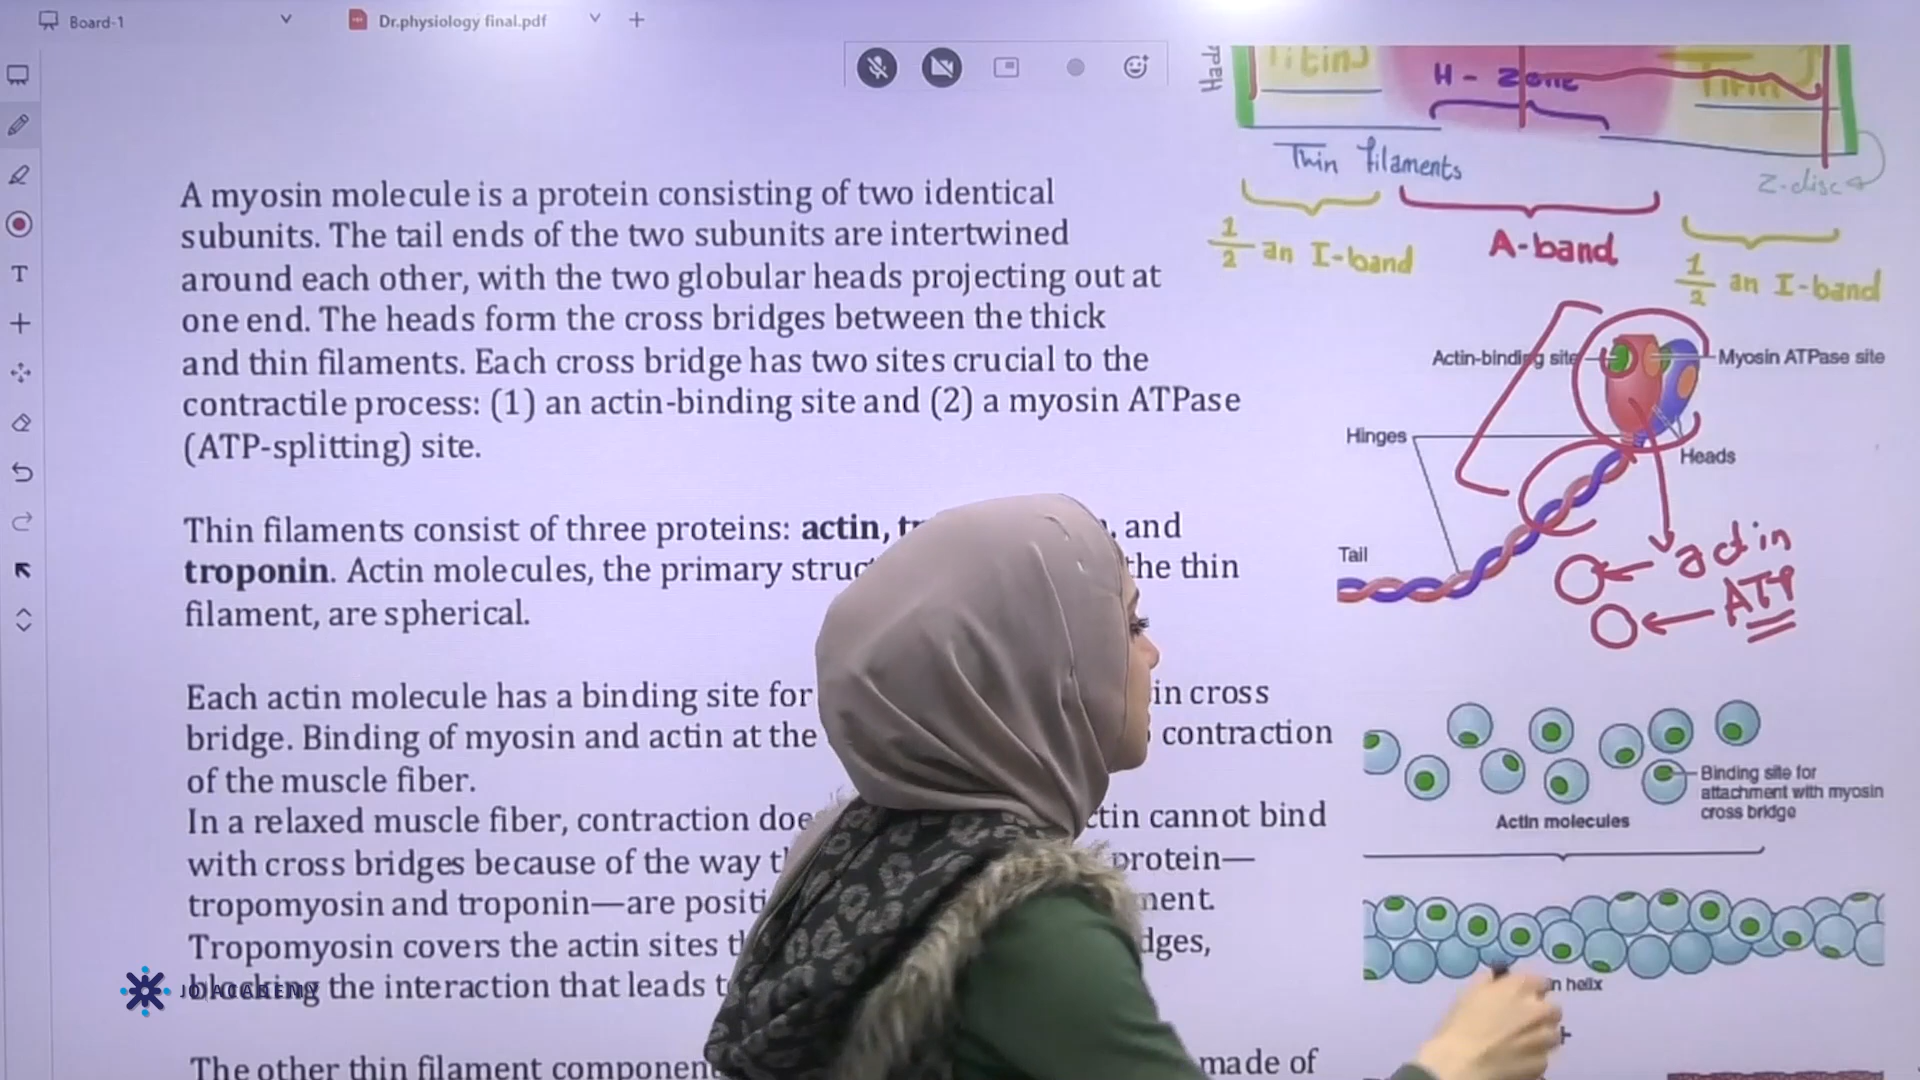 Board-1
Dr.physiology final.pdf
Titin
H - Zone
Titin
Thin filaments
Z-disc
1/2 an I-band
A-band
1/2 an I-band
A myosin molecule is a protein consisting of two identical
subunits. The tail ends of the two subunits are intertwined
around each other, with the two globular heads projecting out at
one end. The heads form the cross bridges between the thick
and thin filaments. Each cross bridge has two sites crucial to the
contractile process: (1) an actin-binding site and (2) a myosin ATPase
(ATP-splitting) site.
Actin-binding site
Myosin ATPase site
Hinges
Heads
Tail
actin
ATP
Thin filaments consist of three proteins: actin, and
troponin. Actin molecules, the primary the thin
filament, are spherical.
Each actin molecule has a binding site for cross
bridge. Binding of myosin and actin at the contraction
of the muscle fiber.
In a relaxed muscle fiber, contraction cannot bind
with cross bridges because of the way protein—
tropomyosin and troponin—are
Tropomyosin covers the actin sites
blocking the interaction that leads
The other thin filament made of
Binding site for
attachment with myosin
cross bridge
Actin molecules
helix
JO ACADEMY
T